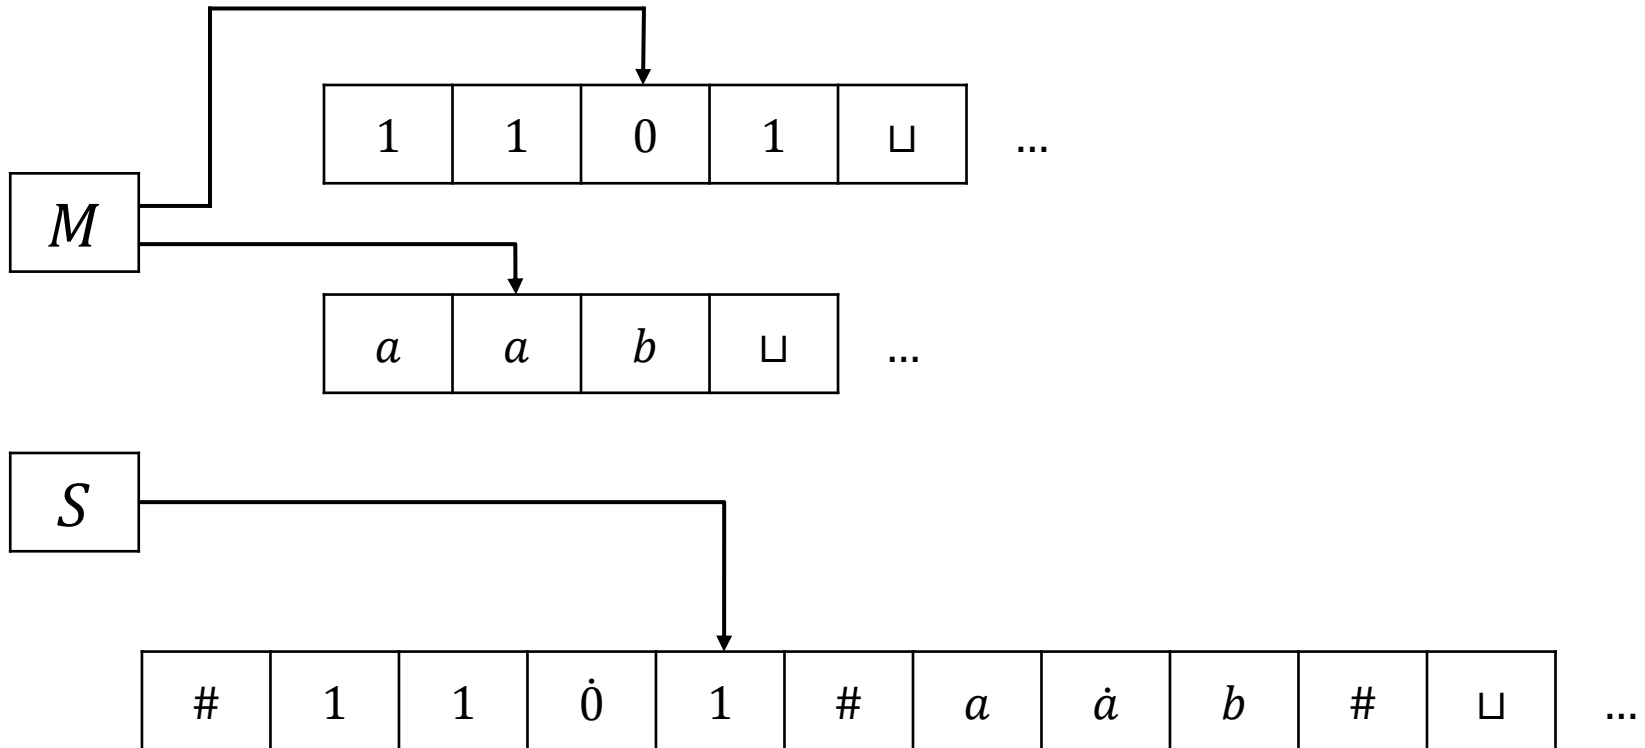 1 1 0 1 ⊔ ...
M
a a b ⊔ ...
S
# 1 1 0̇ 1 # a ȧ b # ⊔ ...